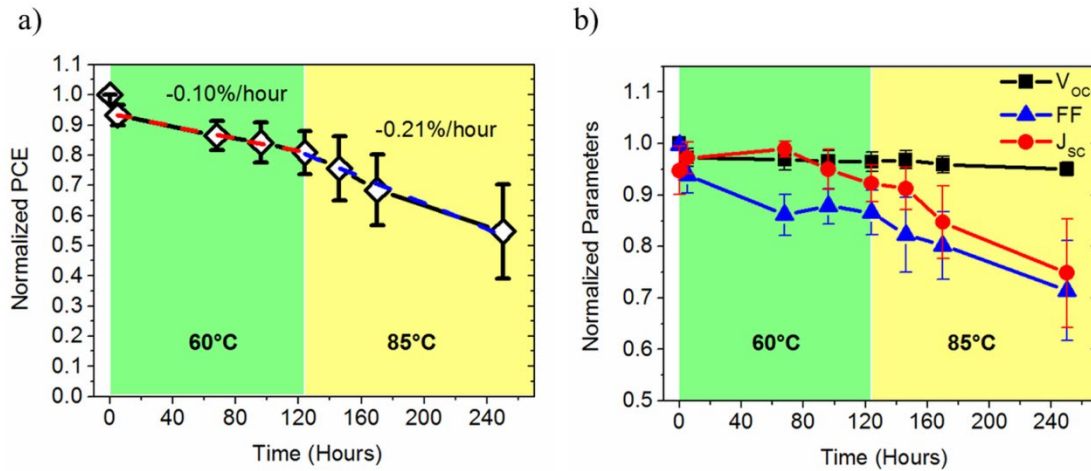 a)
Normalized PCE
1.1
1.0
0.9
0.8
0.7
0.6
0.5
0.4
0.3
0.2
0.1
0.0
-0.10%/hour
-0.21%/hour
60°C
85°C
0 40 80 120 160 200 240
Time (Hours)
b)
Normalized Parameters
1.1
1.0
0.9
0.8
0.7
0.6
0.5
V_oc
FF
J_sc
60°C
85°C
0 40 80 120 160 200 240
Time (Hours)